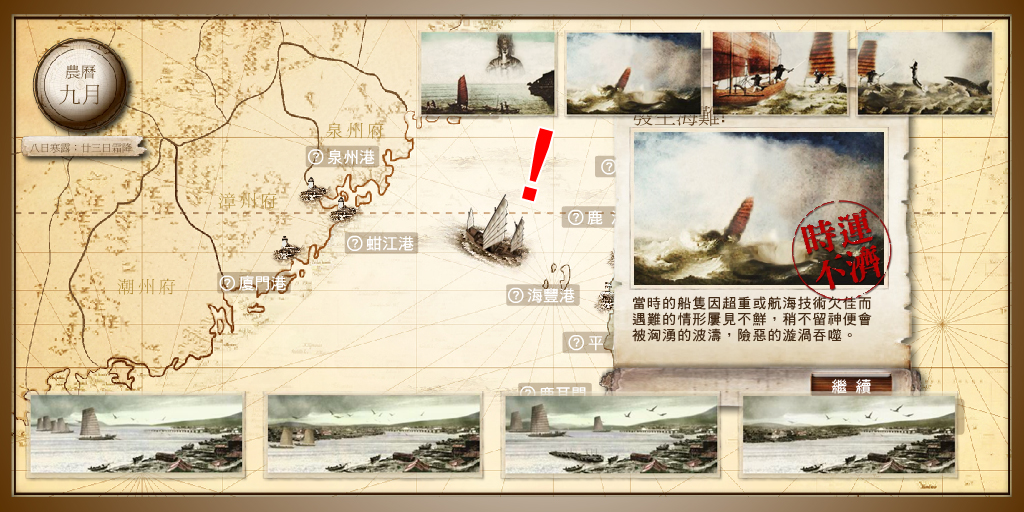 農曆
九月
八日寒露：廿三日霜降
泉州府
泉州港
漳州府
鹿
蚶江港
廈門港
潮州府
海豐港
平
鹿耳門
發生海難:
時運
不濟
當時的船隻因超重或航海技術欠佳而
遇難的情形屢見不鮮，稍不留神便會
被洶湧的波濤，險惡的漩渦吞噬。
繼續